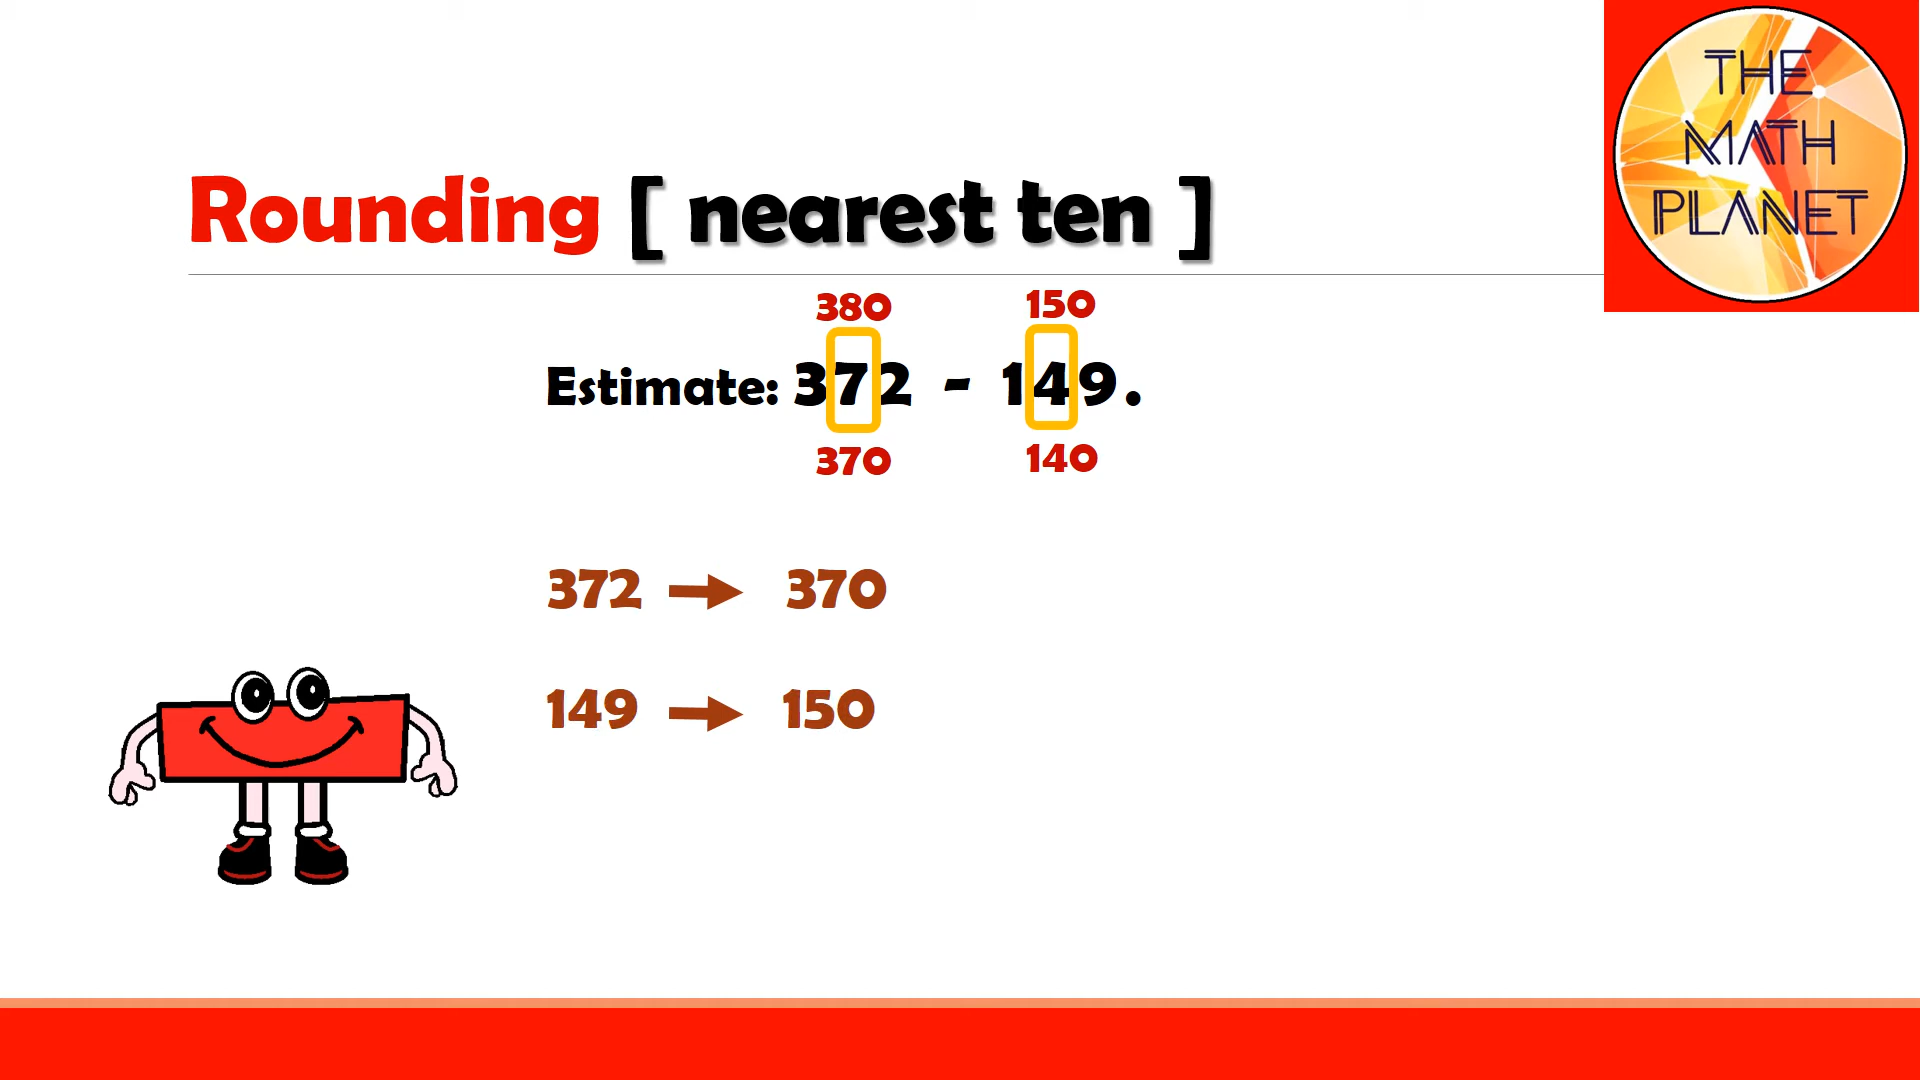 THE
MATH
PLANET
Rounding [ nearest ten ]
380 150
Estimate: 372 - 149.
370 140
372 → 370
149 → 150